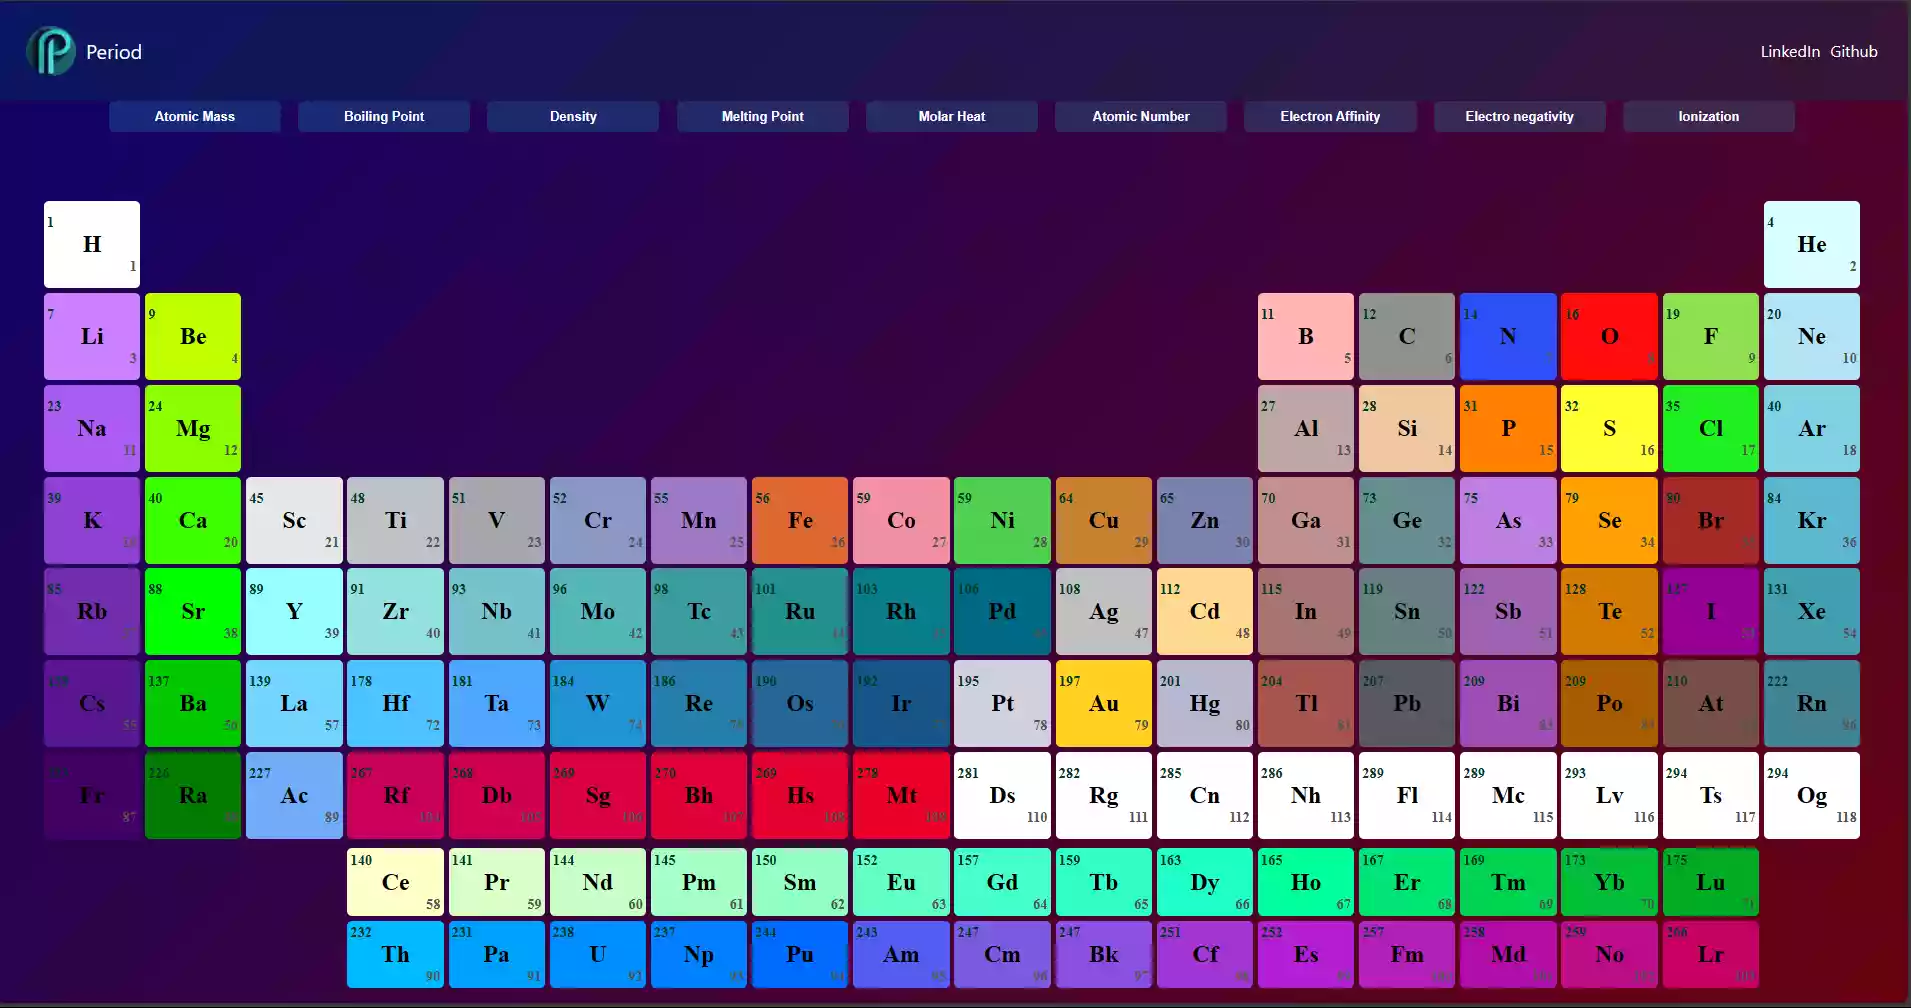 Period LinkedIn Github
Atomic Mass Boiling Point Density Melting Point Molar Heat Atomic Number Electron Affinity Electro negativity Ionization
1 4
H He
1 2
7 9 11 12 14 16 19 20
Li Be B C N O F Ne
3 4 5 6 7 8 9 10
23 24 27 28 31 32 35 40
Na Mg Al Si P S Cl Ar
11 12 13 14 15 16 17 18
39 40 45 48 51 52 55 56 59 59 64 65 70 73 75 79 80 84
K Ca Sc Ti V Cr Mn Fe Co Ni Cu Zn Ga Ge As Se Br Kr
19 20 21 22 23 24 25 26 27 28 29 30 31 32 33 34 36
85 88 89 91 93 96 98 101 103 106 108 112 115 119 122 128 127 131
Rb Sr Y Zr Nb Mo Tc Ru Rh Pd Ag Cd In Sn Sb Te I Xe
38 39 40 41 42 43 44 47 48 49 50 51 52 53 54
137 139 178 181 184 186 190 192 195 197 201 204 207 209 209 210 222
Cs Ba La Hf Ta W Re Os Ir Pt Au Hg Tl Pb Bi Po At Rn
55 56 57 72 73 74 75 78 79 80 81 83 84 86
226 227 267 268 269 270 269 278 281 282 285 286 289 289 293 294 294
Fr Ra Ac Rf Db Sg Bh Hs Mt Ds Rg Cn Nh Fl Mc Lv Ts Og
87 89 104 105 106 107 108 109 110 111 112 113 114 115 116 117 118
140 141 144 145 150 152 157 159 163 165 167 169 173 175
Ce Pr Nd Pm Sm Eu Gd Tb Dy Ho Er Tm Yb Lu
58 59 60 61 62 63 64 65 66 67 68 69 70 71
232 231 238 237 244 243 247 247 251 252 257 258 259 266
Th Pa U Np Pu Am Cm Bk Cf Es Fm Md No Lr
90 91 92 93 94 95 96 97 98 99 100 101 102 103